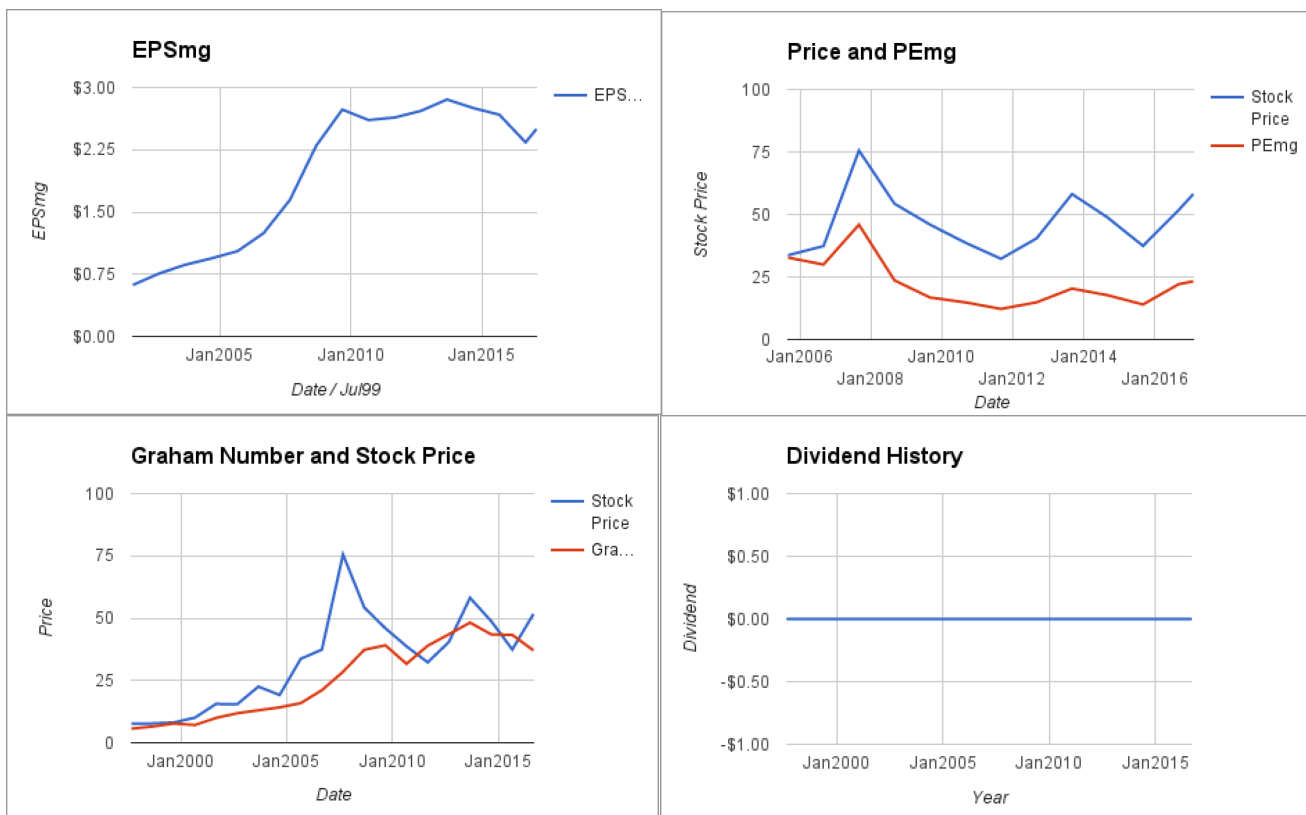 EPSmg
$3.00
$2.25
$1.50
$0.75
$0.00
EPSmg
Jan2005
Jan2010
Jan2015
Date / Jul99
EPS…
Price and PEmg
100
75
50
25
0
Stock Price
Jan2006
Jan2008
Jan2010
Jan2012
Jan2014
Jan2016
Date
Stock
Price
PEmg
Graham Number and Stock Price
100
75
50
25
0
Price
Jan2000
Jan2005
Jan2010
Jan2015
Date
Stock
Price
Gra…
Dividend History
$1.00
$0.50
$0.00
-$0.50
-$1.00
Dividend
Jan2000
Jan2005
Jan2010
Jan2015
Year